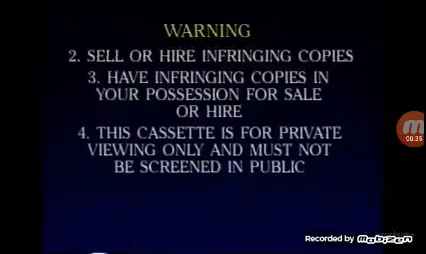 WARNING
2. SELL OR HIRE INFRINGING COPIES
3. HAVE INFRINGING COPIES IN
YOUR POSSESSION FOR SALE
OR HIRE
4. THIS CASSETTE IS FOR PRIVATE
VIEWING ONLY AND MUST NOT
BE SCREENED IN PUBLIC
00:35
Recorded by Mobizen